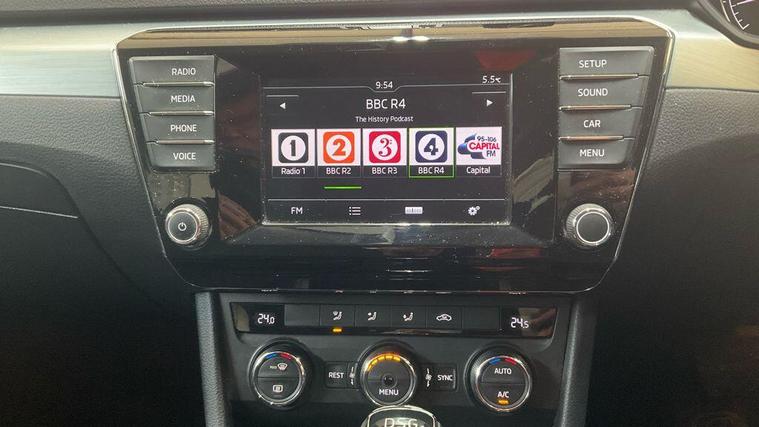 RADIO
MEDIA
PHONE
VOICE
9:54
5.5°C
BBC R4
The History Podcast
1
2
3
4
95-106
CAPITAL
FM
Radio 1
BBC R2
BBC R3
BBC R4
Capital
FM
SETUP
SOUND
CAR
MENU
24.0
24.5
REST
MENU
SYNC
AUTO
A/C
DSG